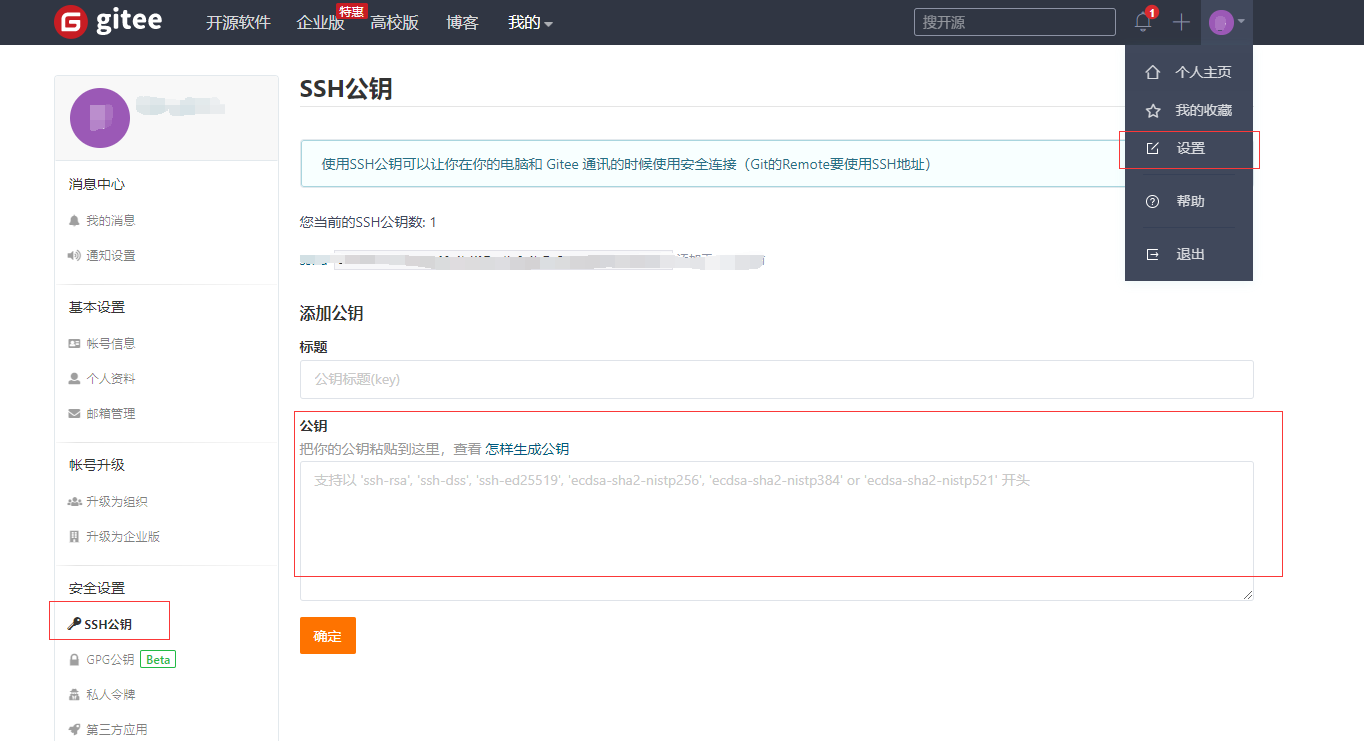 gitee 开源软件 企业版 特惠 高校版 博客 我的 搜开源 1
个人主页
我的收藏
设置
帮助
退出
消息中心
我的消息
通知设置
基本设置
帐号信息
个人资料
邮箱管理
帐号升级
升级为组织
升级为企业版
安全设置
SSH公钥
GPG公钥 Beta
私人令牌
第三方应用
SSH公钥
使用SSH公钥可以让你在你的电脑和 Gitee 通讯的时候使用安全连接（Git的Remote要使用SSH地址）
您当前的SSH公钥数: 1
添加公钥
标题
公钥标题(key)
公钥
把你的公钥粘贴到这里，查看 怎样生成公钥
支持以 'ssh-rsa', 'ssh-dss', 'ssh-ed25519', 'ecdsa-sha2-nistp256', 'ecdsa-sha2-nistp384' or 'ecdsa-sha2-nistp521' 开头
确定